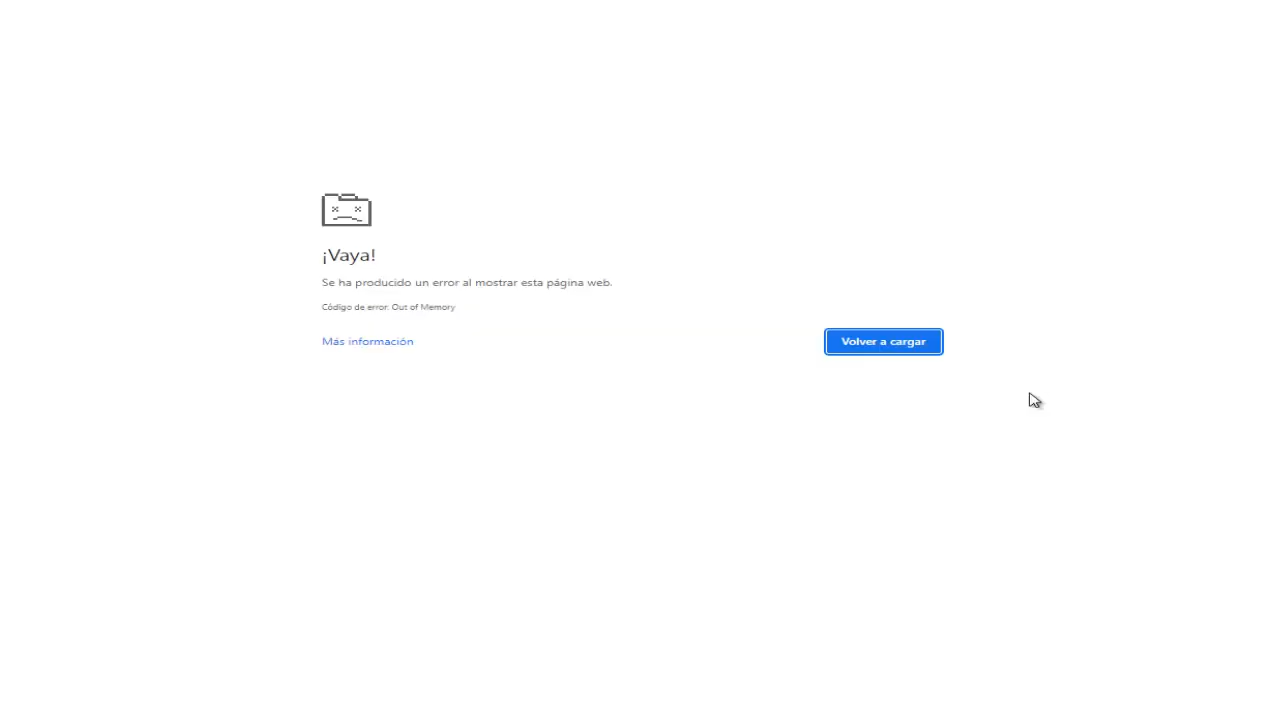 ¡Vaya!
Se ha producido un error al mostrar esta página web.
Código de error: Out of Memory
Más información
Volver a cargar